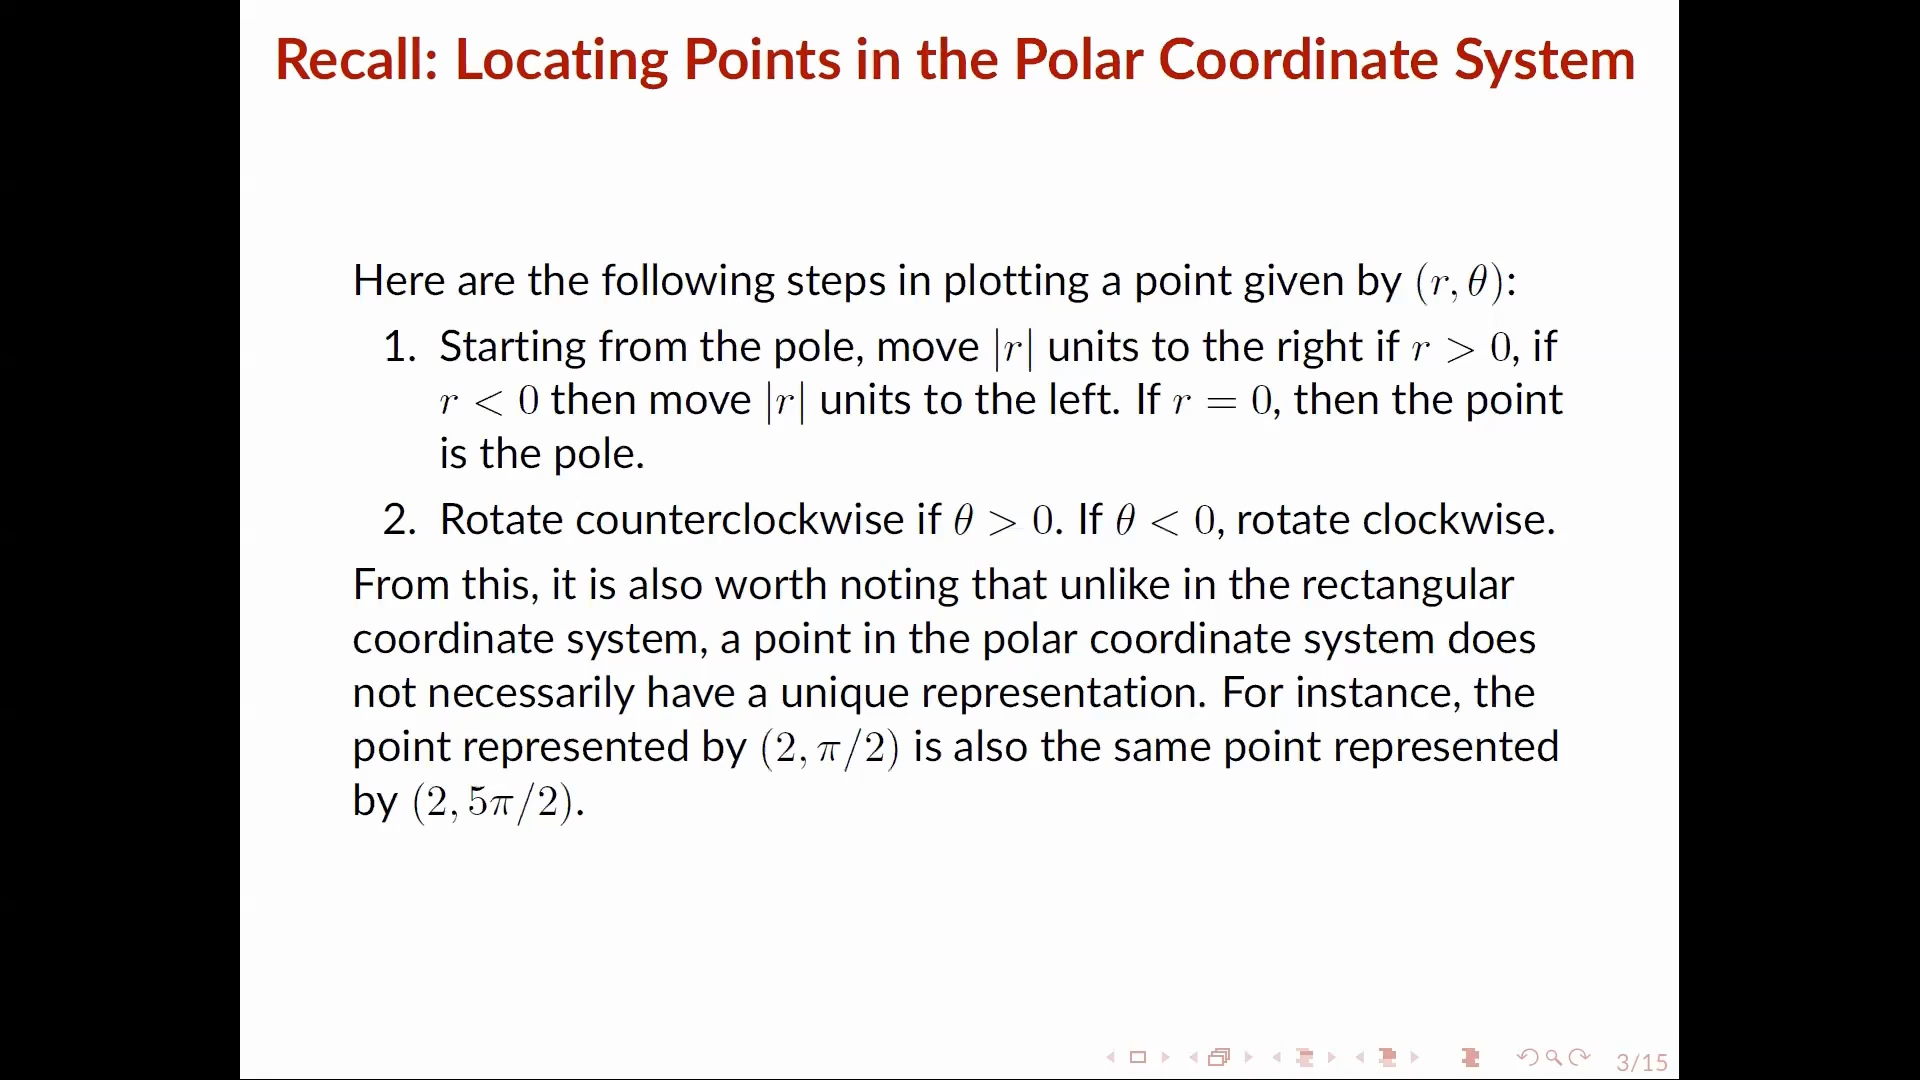 Recall: Locating Points in the Polar Coordinate System
Here are the following steps in plotting a point given by (r, θ):
1. Starting from the pole, move |r| units to the right if r > 0, if
r < 0 then move |r| units to the left. If r = 0, then the point
is the pole.
2. Rotate counterclockwise if θ > 0. If θ < 0, rotate clockwise.
From this, it is also worth noting that unlike in the rectangular
coordinate system, a point in the polar coordinate system does
not necessarily have a unique representation. For instance, the
point represented by (2, π/2) is also the same point represented
by (2, 5π/2).
3/15